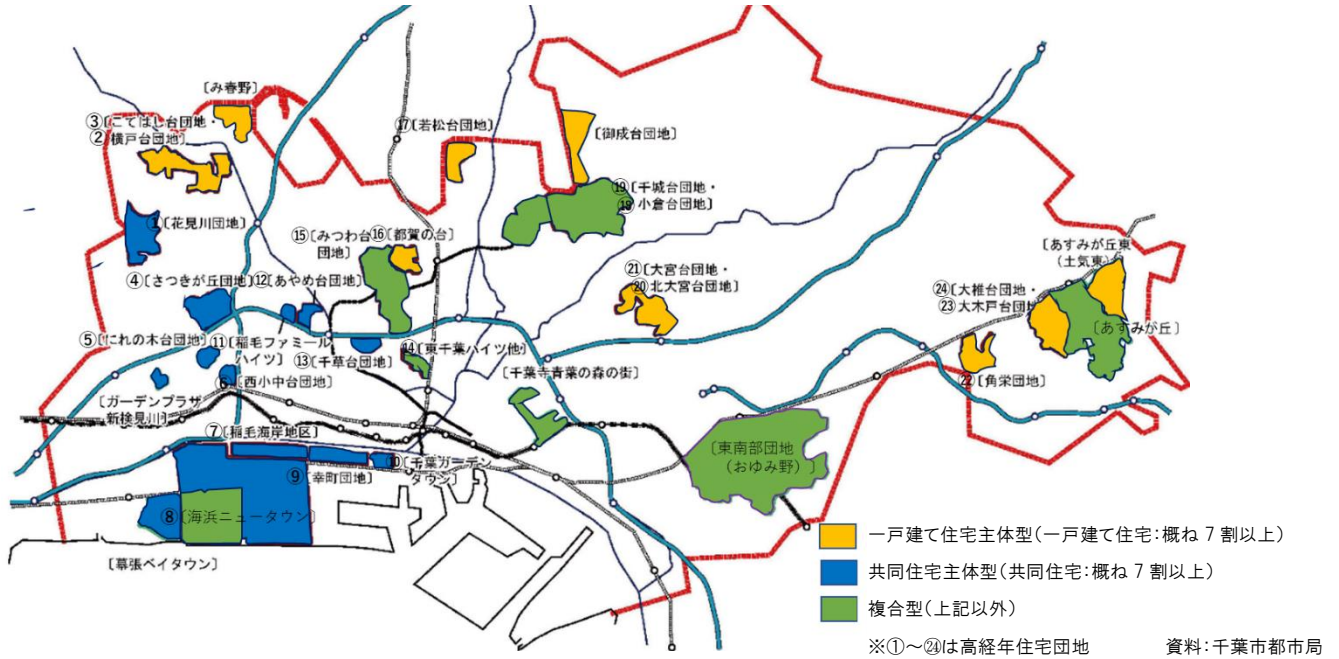 〔み春野〕
③〔こてはし台団地・
②横戸台団地〕
⑰〔若松台団地〕
〔御成台団地〕
⑲〔千城台団地・
⑱小倉台団地〕
①〔花見川団地〕
⑮〔みつわ台
団地〕
⑯〔都賀の台〕
④〔さつきが丘団地〕
⑫〔あやめ台団地〕
㉑〔大宮台団地・
⑳北大宮台団地〕
〔あすみが丘東
（土気東）〕
㉔〔大椎台団地・
㉓大木戸台団地〕
〔あすみが丘〕
⑤〔にれの木台団地〕
⑪〔稲毛ファミール
ハイツ〕
⑬〔千草台団地〕
⑭〔東千葉ハイツ他〕
⑥〔西小中台団地〕
〔千葉寺青葉の森の街〕
㉒〔角栄団地〕
〔ガーデンプラザ
新検見川〕
⑦〔稲毛海岸地区〕
⑨〔幸町団地〕
⑩〔千葉ガーデン
タウン〕
〔東南部団地
（おゆみ野）〕
⑧〔海浜ニュータウン〕
〔幕張ベイタウン〕
一戸建て住宅主体型（一戸建て住宅：概ね７割以上）
共同住宅主体型（共同住宅：概ね７割以上）
複合型（上記以外）
※①～㉔は高経年住宅団地
資料：千葉市都市局